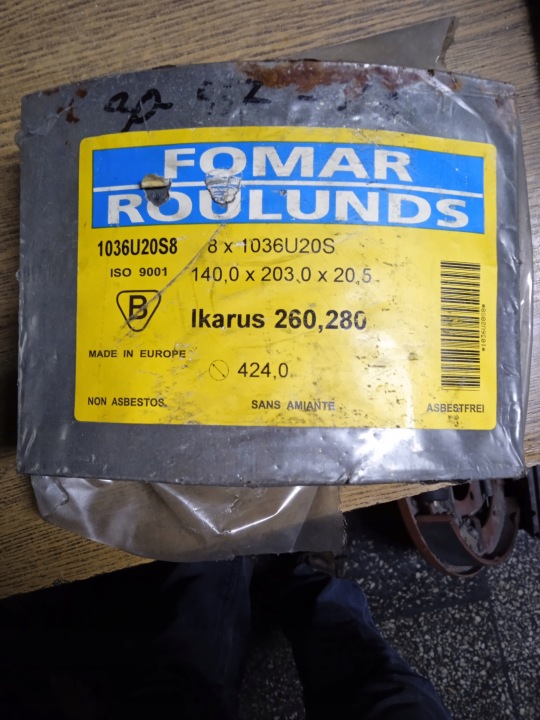 FOMAR
ROULUNDS
1036U20S8 8 x 1036U20S
ISO 9001 140,0 x 203,0 x 20,5
B
Ikarus 260,280
MADE IN EUROPE
424,0
NON ASBESTOS SANS AMIANTE ASBESTFREI